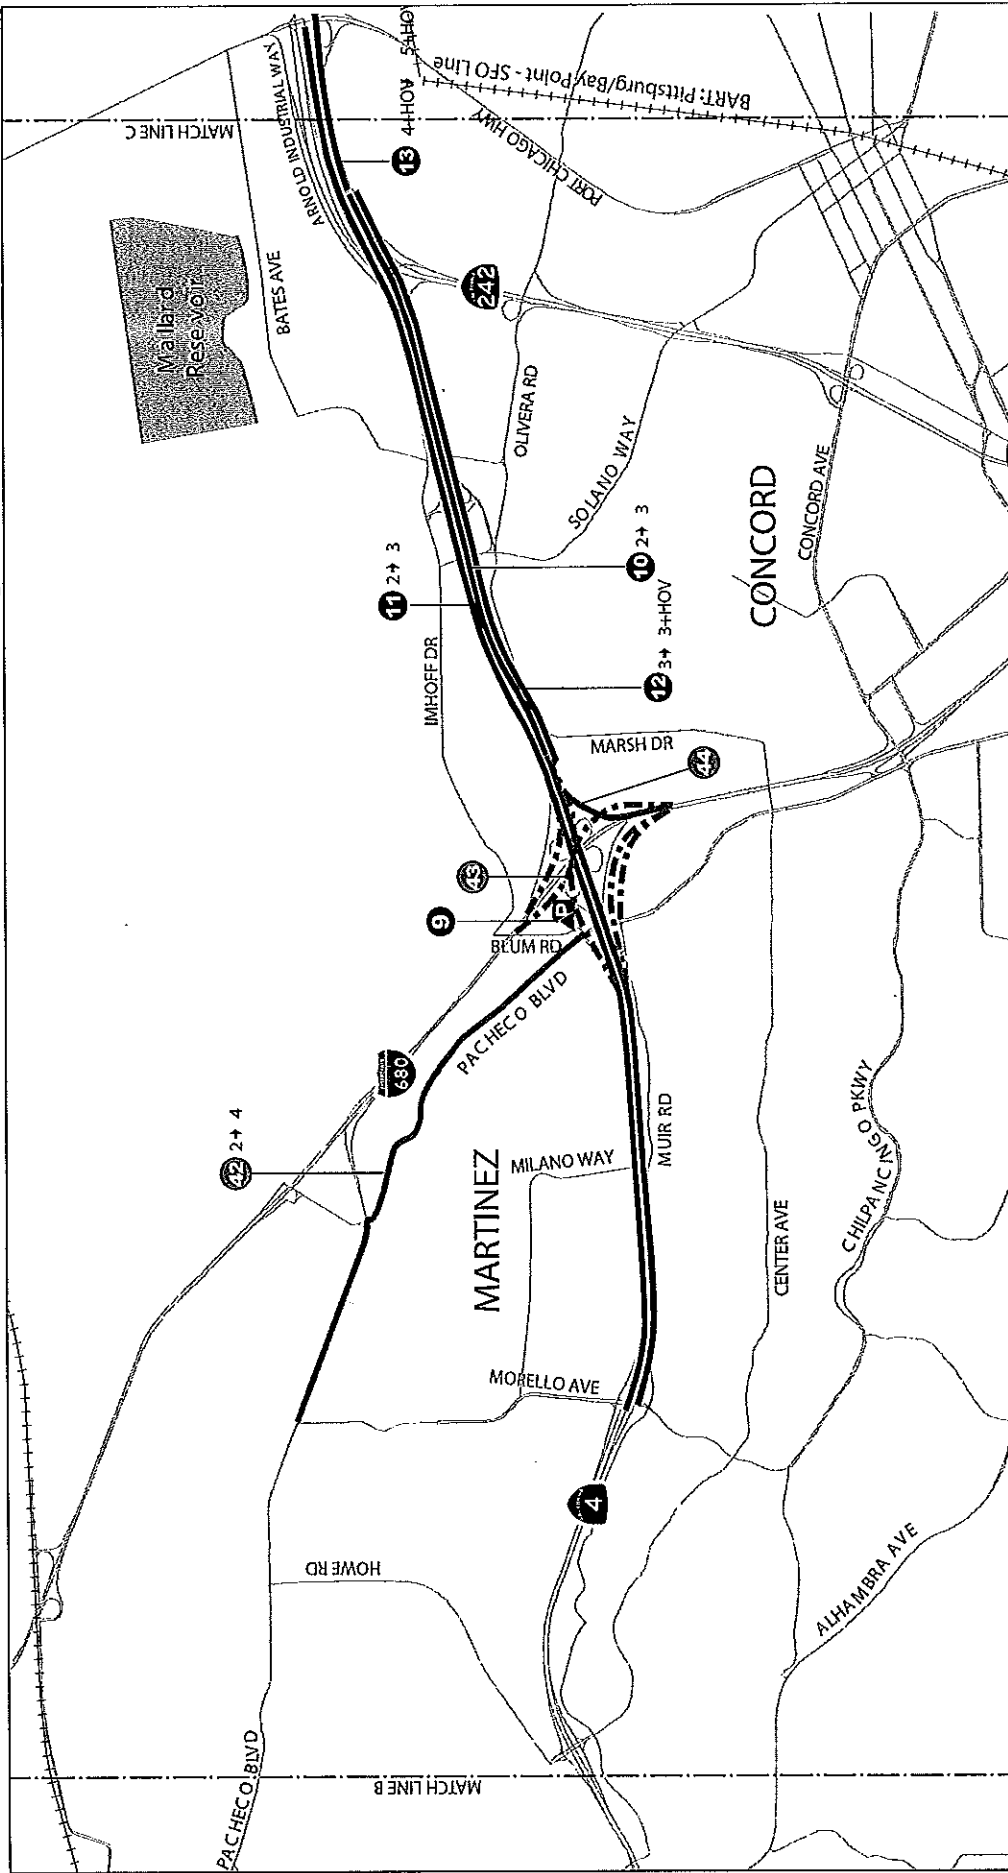 MATCH LINE C
ARNOLD INDUSTRIAL WAY
13
4+HOV→ 5+HOV
BART: Pittsburg/Bay Point - SFO Line
PORT CHICAGO HWY
Mallard
Reservoir
BATES AVE
242
OLIVERA RD
SOLANO WAY
CONCORD
CONCORD AVE
11 2→ 3
10 2→ 3
IMHOFF DR
12 3→ 3+HOV
MARSH DR
44
43
9
P
BLUM RD
PACHECO BLVD
680
42 2→ 4
MARTINEZ
MILANO WAY
MUIR RD
CENTER AVE
CHILPANCINGO PKWY
MORELLO AVE
4
HOWE RD
ALHAMBRA AVE
PACHECO BLVD
MATCH LINE B